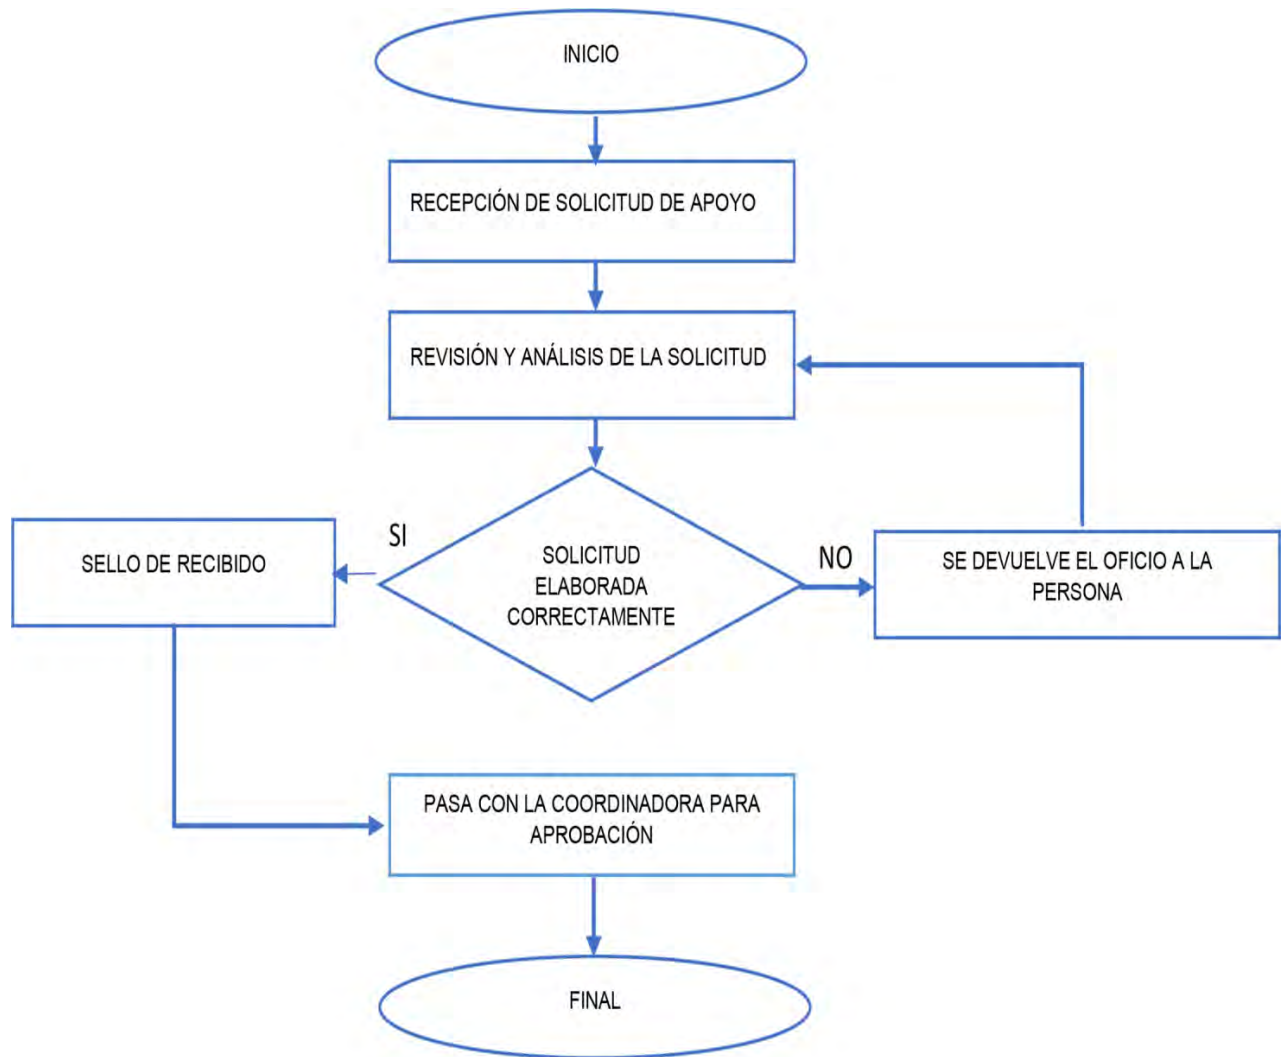 INICIO
RECEPCIÓN DE SOLICITUD DE APOYO
REVISIÓN Y ANÁLISIS DE LA SOLICITUD
SI
SELLO DE RECIBIDO
SOLICITUD
ELABORADA
CORRECTAMENTE
NO
SE DEVUELVE EL OFICIO A LA
PERSONA
PASA CON LA COORDINADORA PARA
APROBACIÓN
FINAL